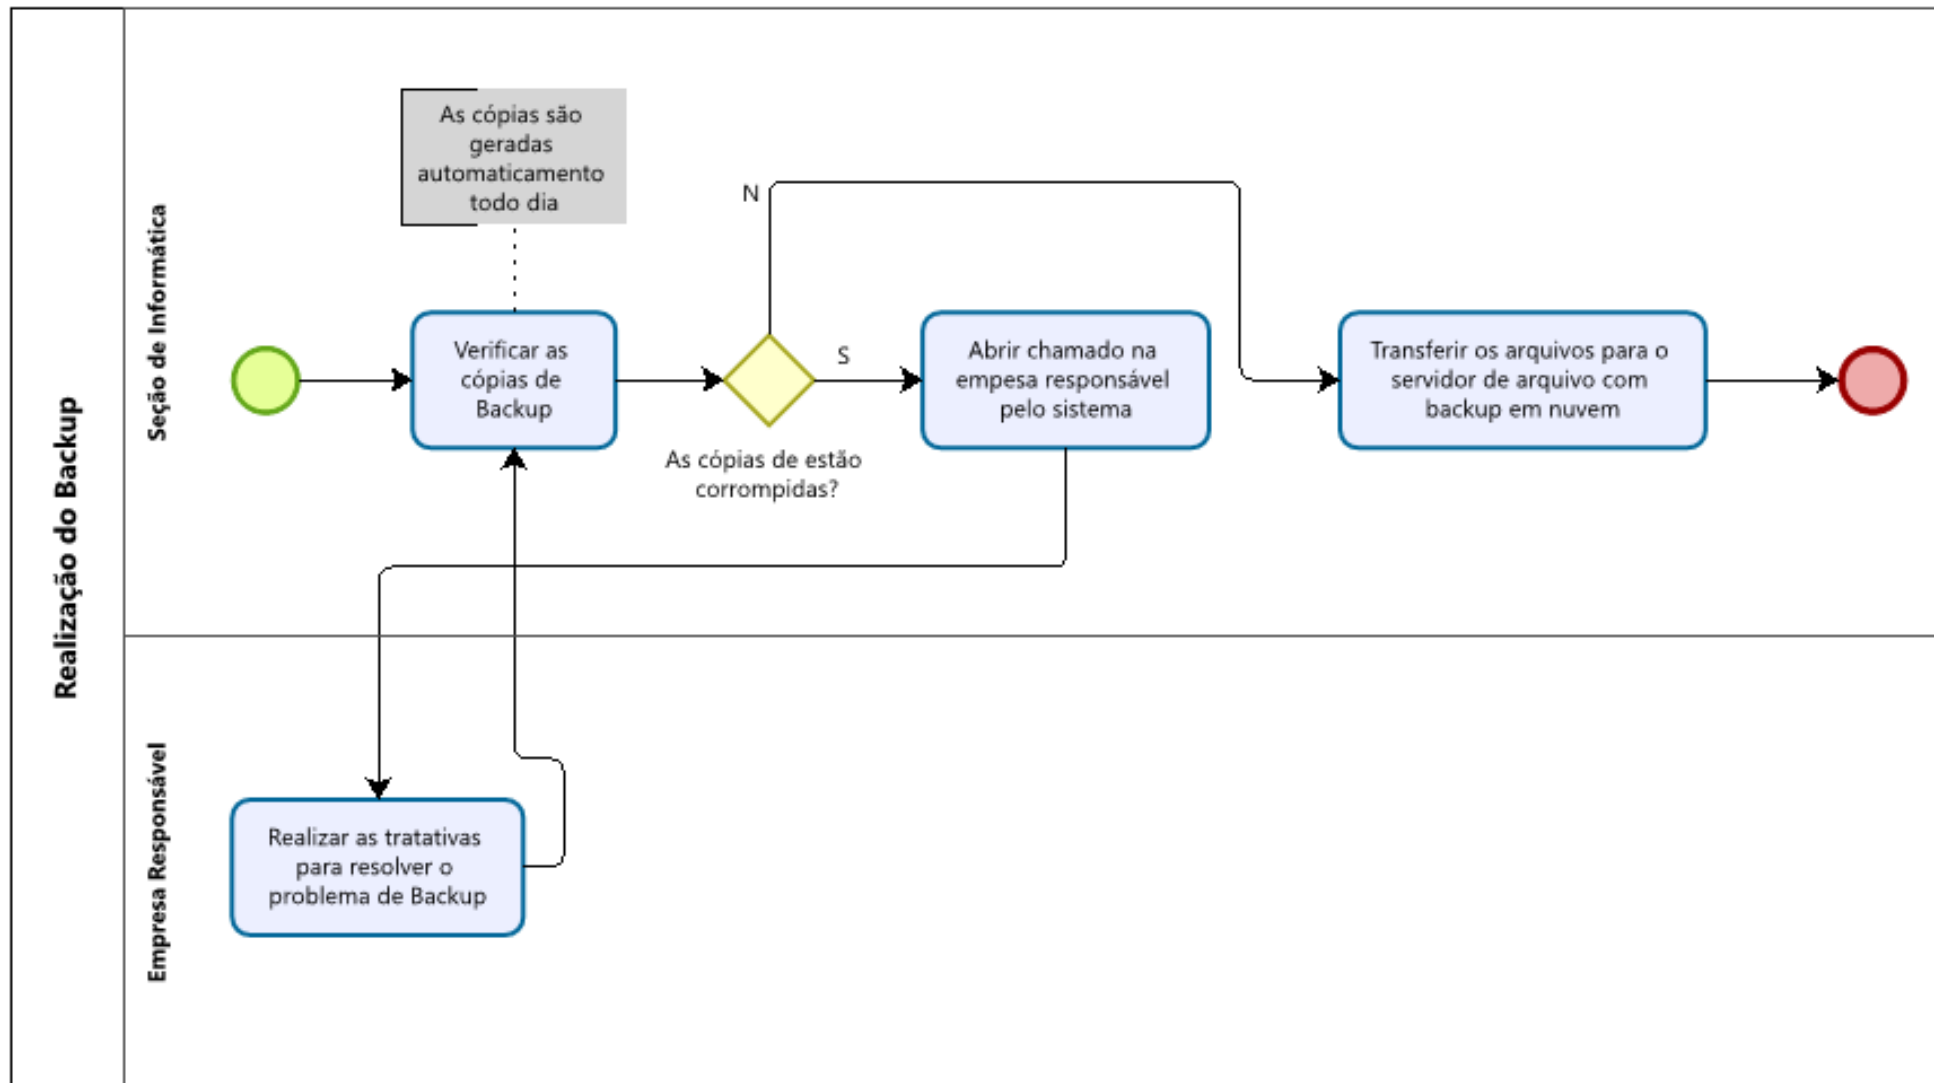 Realização do Backup
Seção de Informática
As cópias são
geradas
automaticamento
todo dia
N
Verificar as
cópias de
Backup
S
As cópias de estão
corrompidas?
Abrir chamado na
empesa responsável
pelo sistema
Transferir os arquivos para o
servidor de arquivo com
backup em nuvem
Empresa Responsável
Realizar as tratativas
para resolver o
problema de Backup